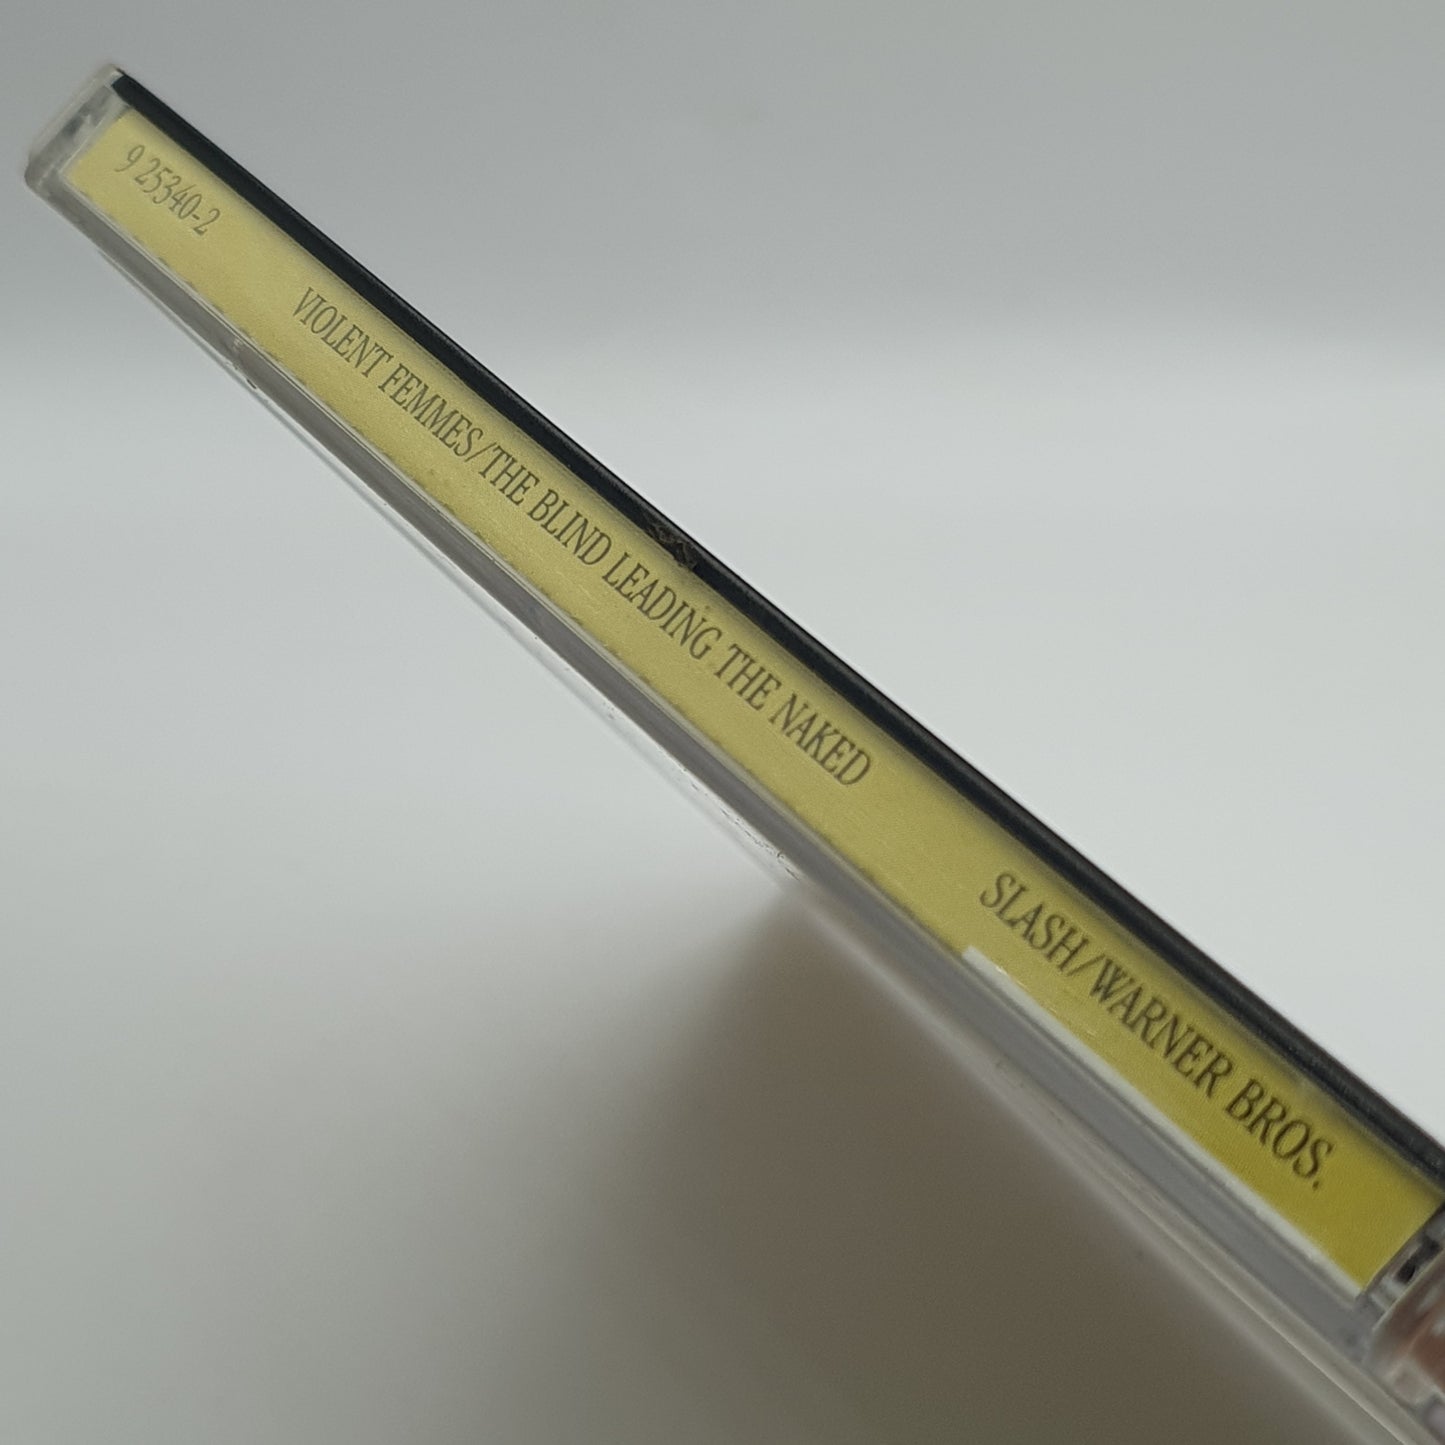 9 25340-2 VIOLENT FEMMES/THE BLIND LEADING THE NAKED SLASH/WARNER BROS.